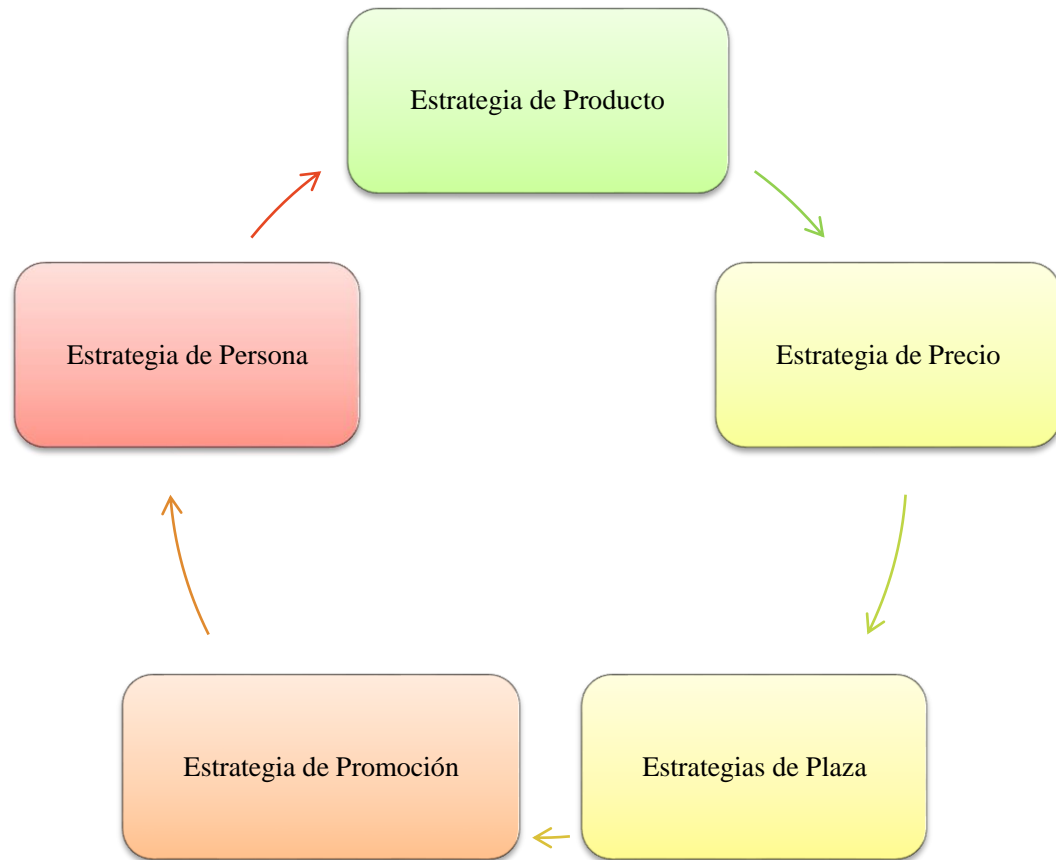 Estrategia de Producto
Estrategia de Precio
Estrategias de Plaza
Estrategia de Promoción
Estrategia de Persona